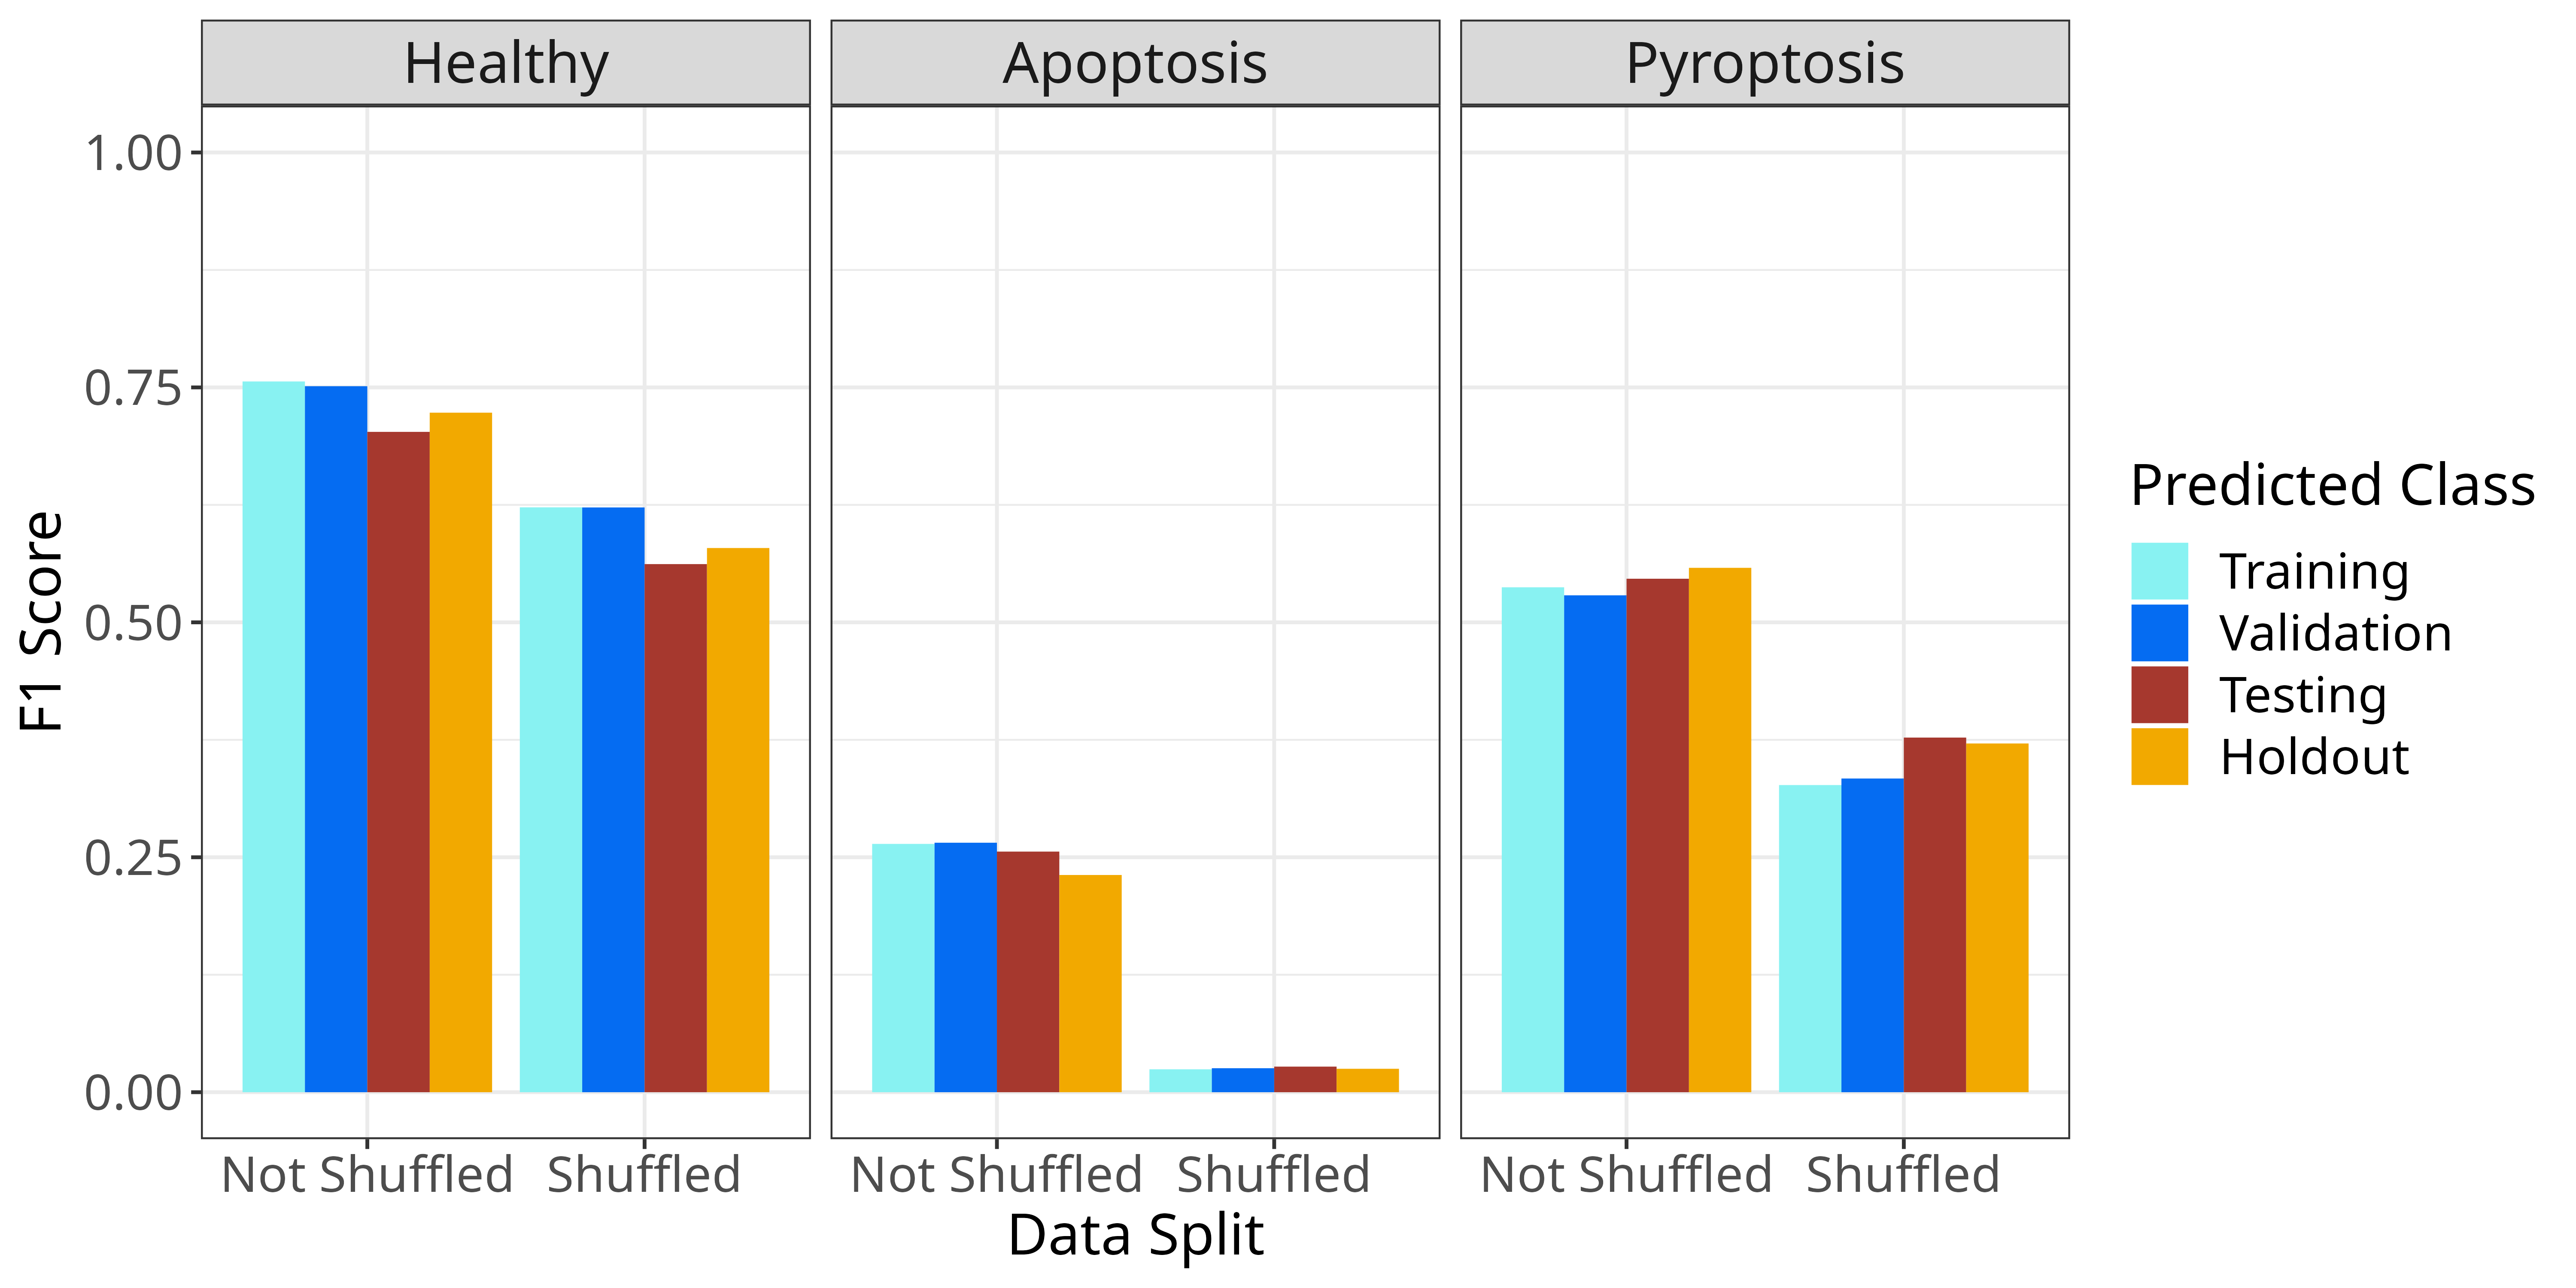 Healthy
Apoptosis
Pyroptosis
1.00
0.75
0.50
0.25
0.00
F1 Score
Not Shuffled
Shuffled
Not Shuffled
Shuffled
Not Shuffled
Shuffled
Data Split
Predicted Class
Training
Validation
Testing
Holdout